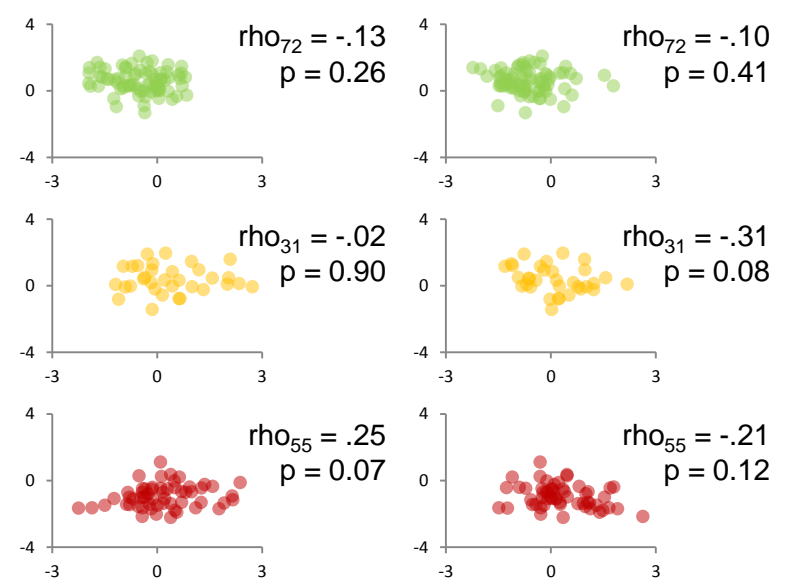 4
0
-4
-3 0 3
rho72 = -.13
p = 0.26
4
0
-4
-3 0 3
rho72 = -.10
p = 0.41
4
0
-4
-3 0 3
rho31 = -.02
p = 0.90
4
0
-4
-3 0 3
rho31 = -.31
p = 0.08
4
0
-4
-3 0 3
rho55 = .25
p = 0.07
4
0
-4
-3 0 3
rho55 = -.21
p = 0.12